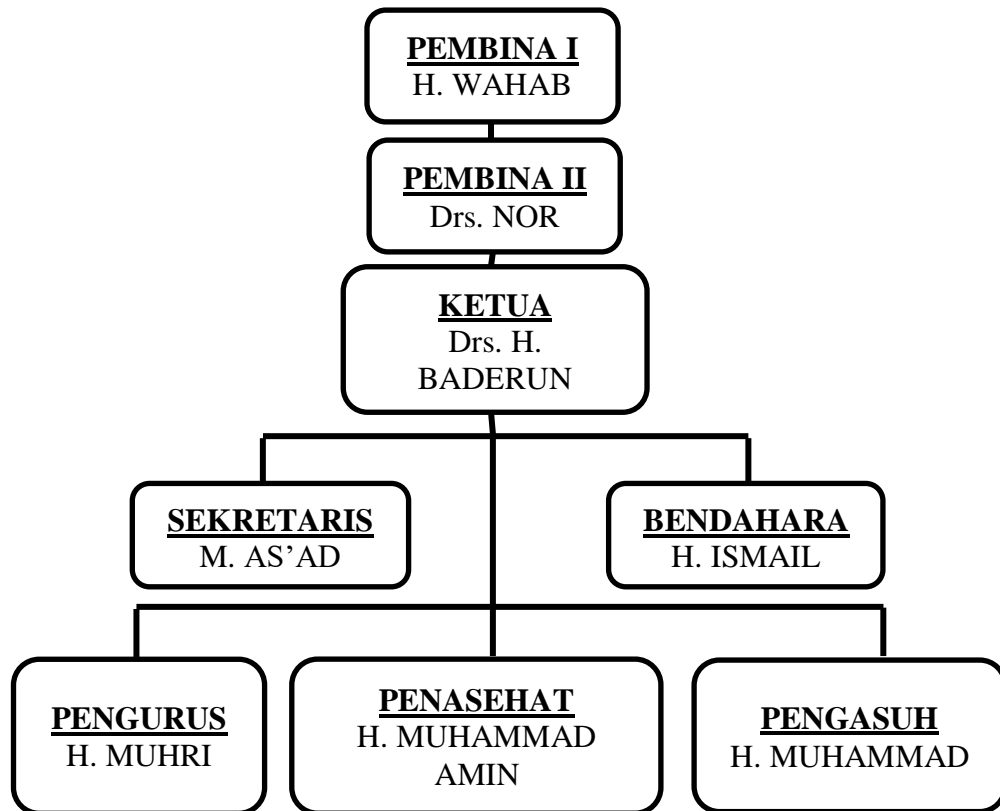 PEMBINA I
H. WAHAB
PEMBINA II
Drs. NOR
KETUA
Drs. H.
BADERUN
SEKRETARIS
M. AS’AD
BENDAHARA
H. ISMAIL
PENGURUS
H. MUHRI
PENASEHAT
H. MUHAMMAD
AMIN
PENGASUH
H. MUHAMMAD